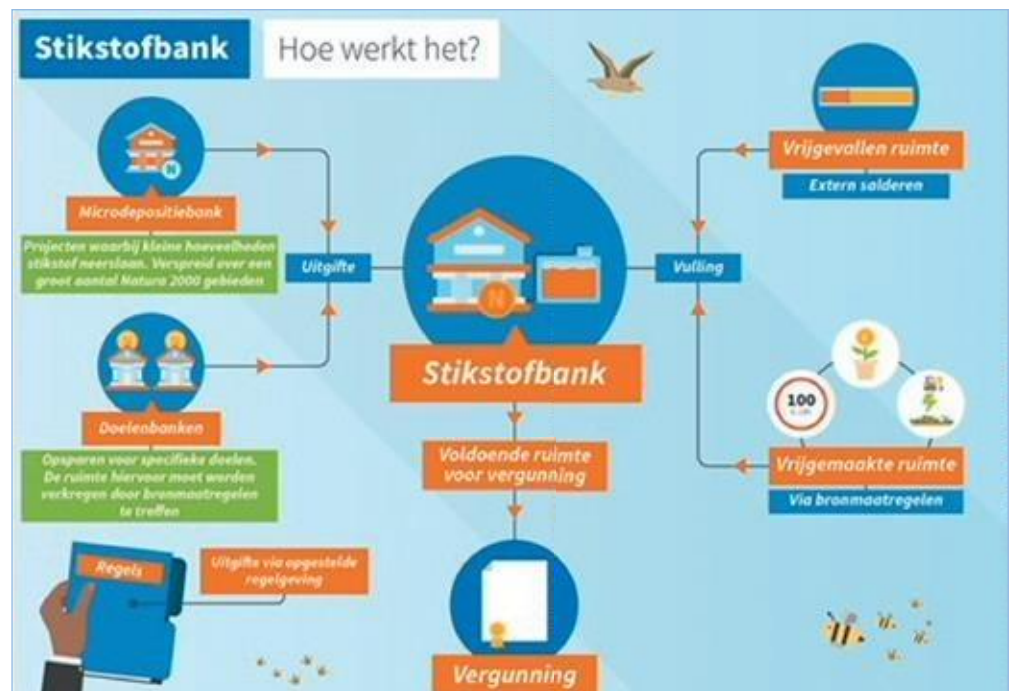 Stikstofbank
Hoe werkt het?
Microdepositiebank
Projecten waarbij kleine hoeveelheden
stikstof neerslaan. Verspreid over een
groot aantal Natura 2000 gebieden
Doelenbanken
Opsparen voor specifieke doelen.
De ruimte hiervoor moet worden
verkregen door bronmaatregelen
te treffen
Regels
Uitgifte via opgestelde
regelgeving
Uitgifte
N
N
Stikstofbank
Voldoende ruimte
voor vergunning
Vergunning
Vulling
Vrijgevallen ruimte
Extern salderen
100
Vrijgemaakte ruimte
Via bronmaatregelen